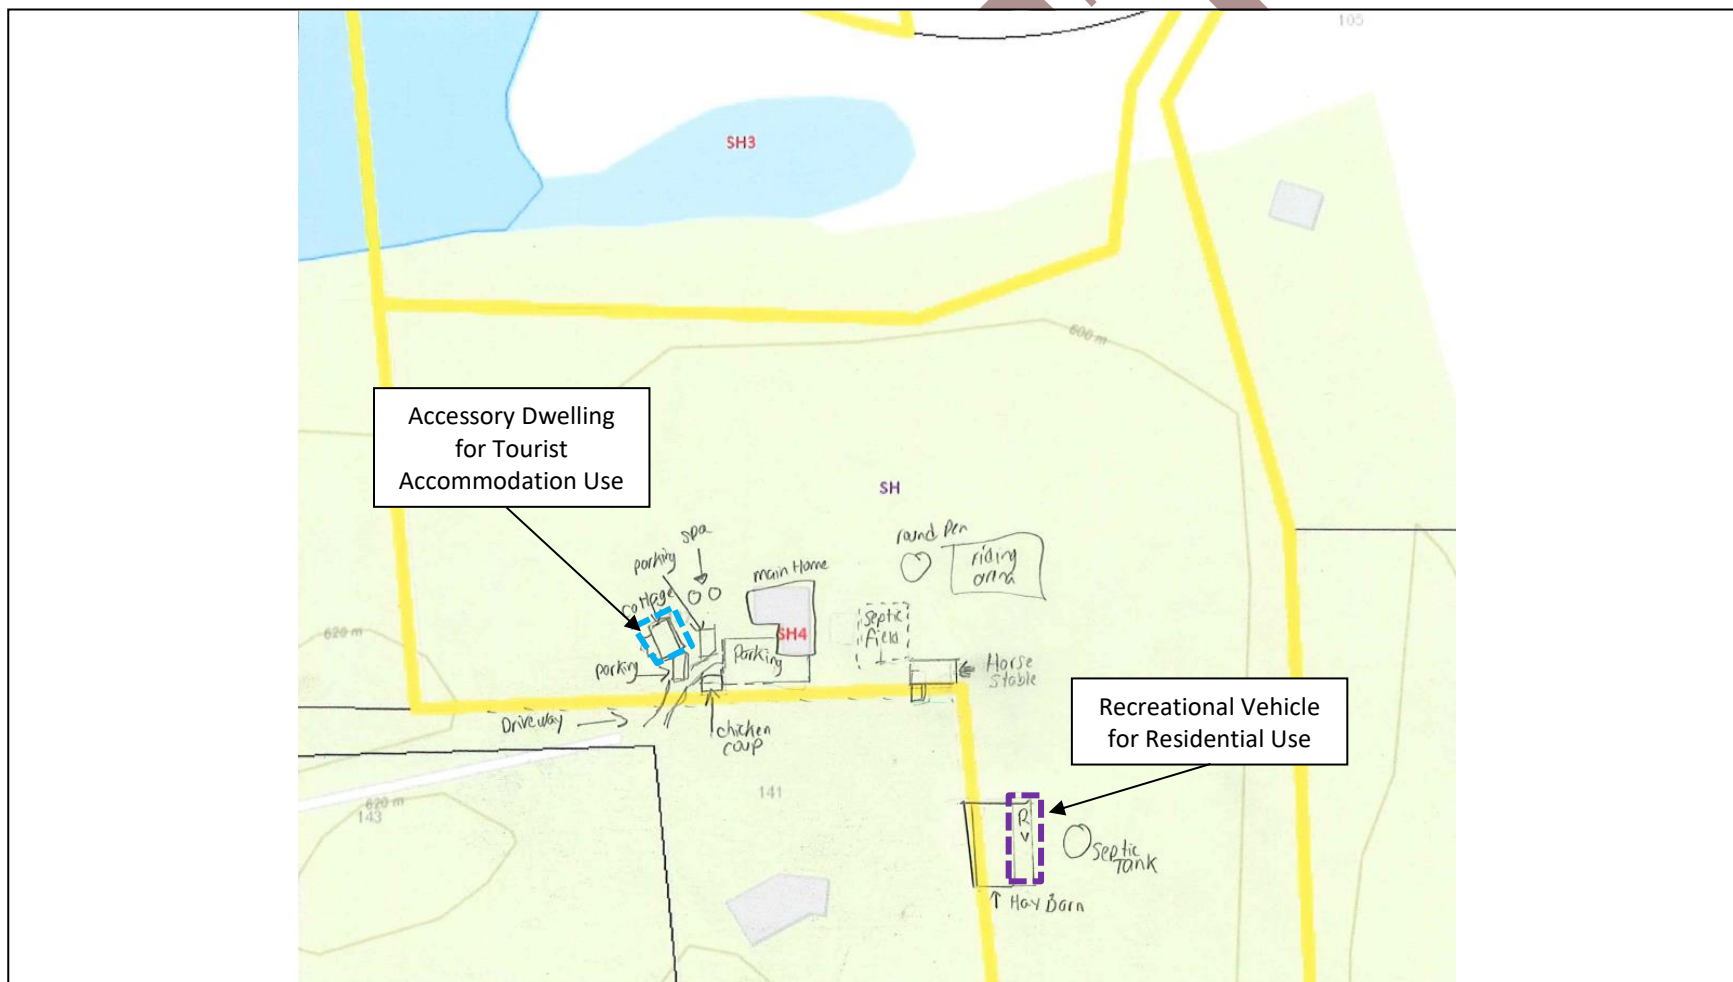 105
SH3
600 m
Accessory Dwelling
for Tourist
Accommodation Use
SH
spa
parking
cottage
main Home
round Pen
riding
arina
septic
field
SH4
Parking
620 m
parking
Horse
stable
Driveway
chicken
coup
Recreational Vehicle
for Residential Use
141
620 m
143
RV
septic
TANK
Hay Barn